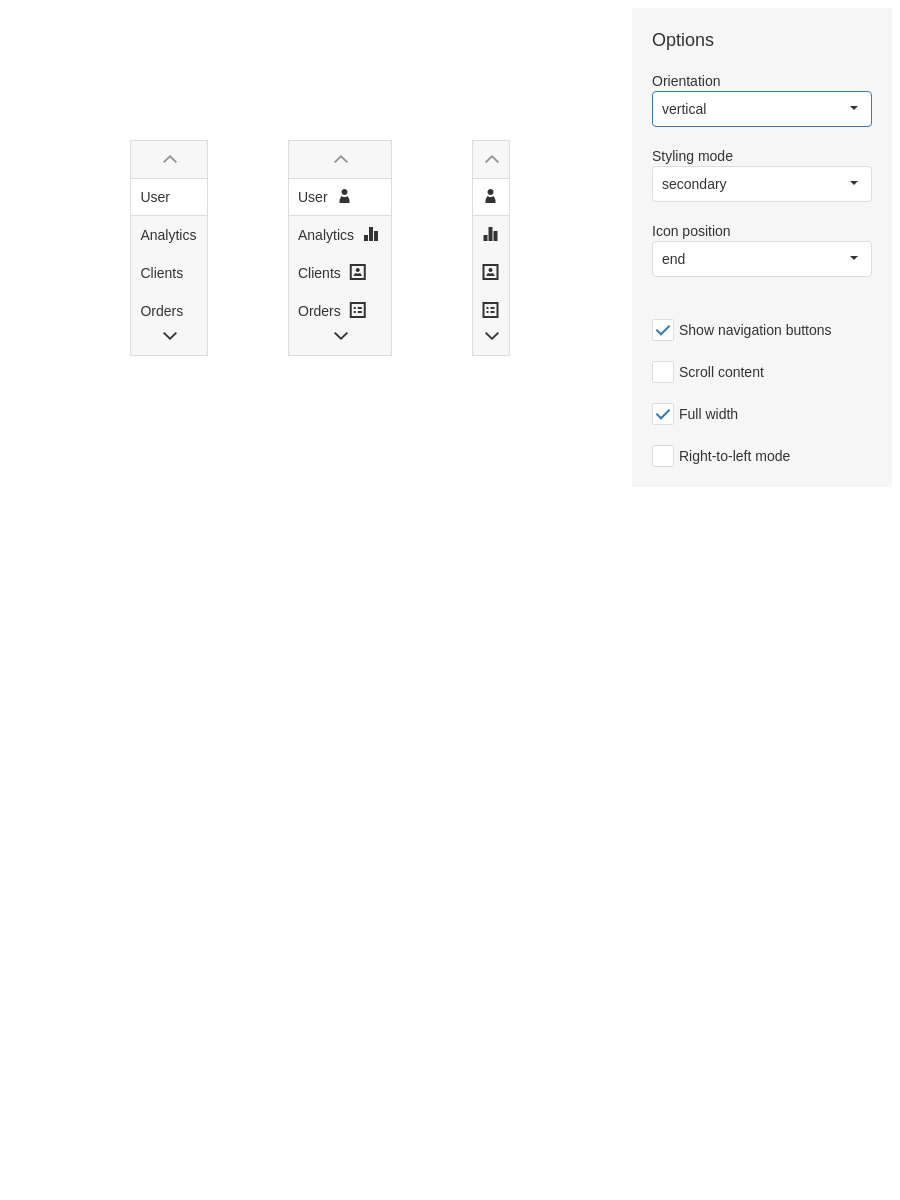 User
Analytics
Clients
Orders
User
Analytics
Clients
Orders
Options
Orientation
vertical
Styling mode
secondary
Icon position
end
Show navigation buttons
Scroll content
Full width
Right-to-left mode